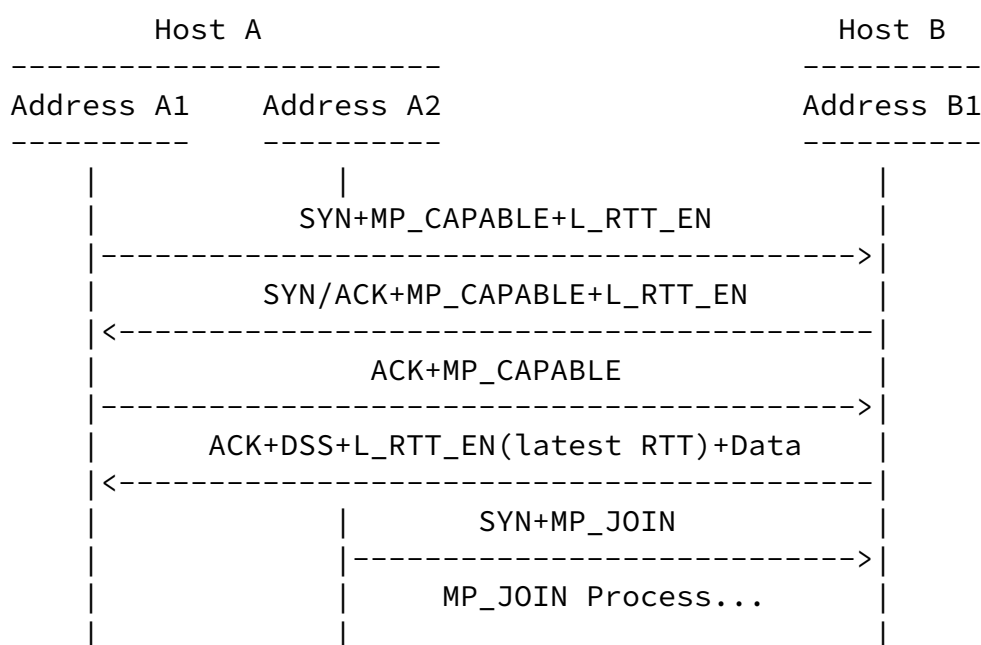 Host A Host B
Address A1 Address A2 Address B1
SYN+MP_CAPABLE+L_RTT_EN
SYN/ACK+MP_CAPABLE+L_RTT_EN
ACK+MP_CAPABLE
ACK+DSS+L_RTT_EN(latest RTT)+Data
SYN+MP_JOIN
MP_JOIN Process...